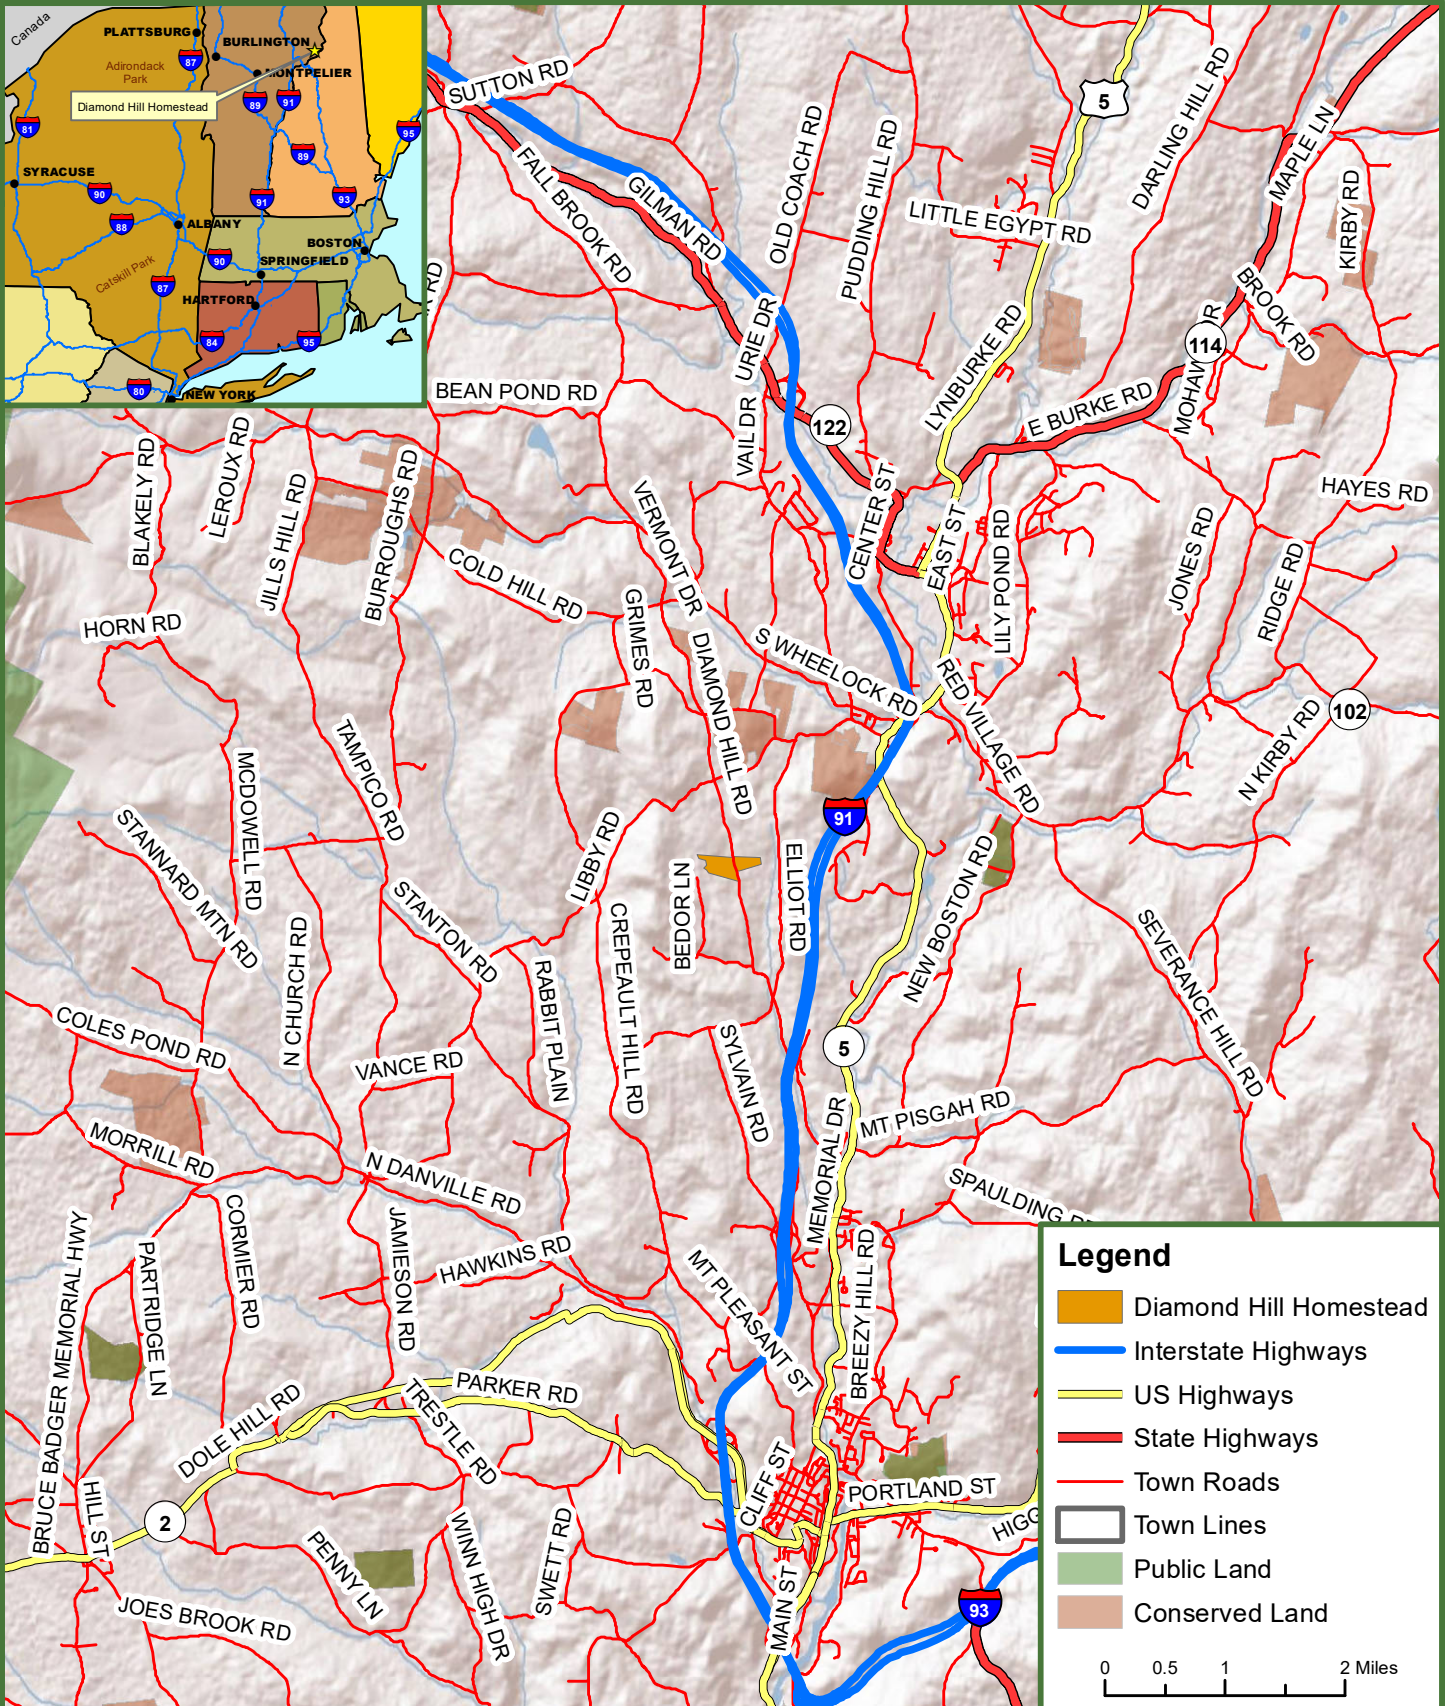 Canada
PLATTSBURG
BURLINGTON
87
Adirondack
Park
MONTPELIER
Diamond Hill Homestead
89
91
81
95
89
SYRACUSE
90
91
93
88
ALBANY
BOSTON
90
SPRINGFIELD
Catskill Park
87
HARTFORD
84
95
80
NEW YORK
SUTTON RD
5
DARLING HILL RD
MAPLE LN
FALL BROOK RD
GILMAN RD
OLD COACH RD
PUDDING HILL RD
LITTLE EGYPT RD
KIRBY RD
BROOK RD
RD
URIE DR
LYNBURKE RD
114
MOHAW
R
BEAN POND RD
E BURKE RD
122
VAIL DR
BLAKELY RD
LEROUX RD
JILLS HILL RD
BURROUGHS RD
VERMONT DR
CENTER ST
HAYES RD
EAST ST
LILY POND RD
JONES RD
RIDGE RD
COLD HILL RD
HORN RD
GRIMES RD
DIAMOND HILL RD
S WHEELOCK RD
RED VILLAGE RD
102
N KIRBY RD
MCDOWELL RD
TAMPICO RD
91
STANNARD MTN RD
LIBBY RD
BEDOR LN
ELLIOT RD
NEW BOSTON RD
STANTON RD
CREPEAULT HILL RD
N CHURCH RD
SEVERANCE HILL RD
RABBIT PLAIN
COLES POND RD
VANCE RD
SYLVAIN RD
5
MEMORIAL DR
MT PISGAH RD
MORRILL RD
N DANVILLE RD
SPAULDING RD
CORMIER RD
JAMIESON RD
HAWKINS RD
BRUCE BADGER MEMORIAL HWY
PARTRIDGE LN
MT PLEASANT ST
BREEZY HILL RD
PARKER RD
DOLE HILL RD
TRESTLE RD
CLIFF ST
PORTLAND ST
HIGG
HILL ST
2
PENNY LN
WINN HIGH DR
SWETT RD
MAIN ST
JOES BROOK RD
93
Legend
Diamond Hill Homestead
Interstate Highways
US Highways
State Highways
Town Roads
Town Lines
Public Land
Conserved Land
0 0.5 1 2 Miles